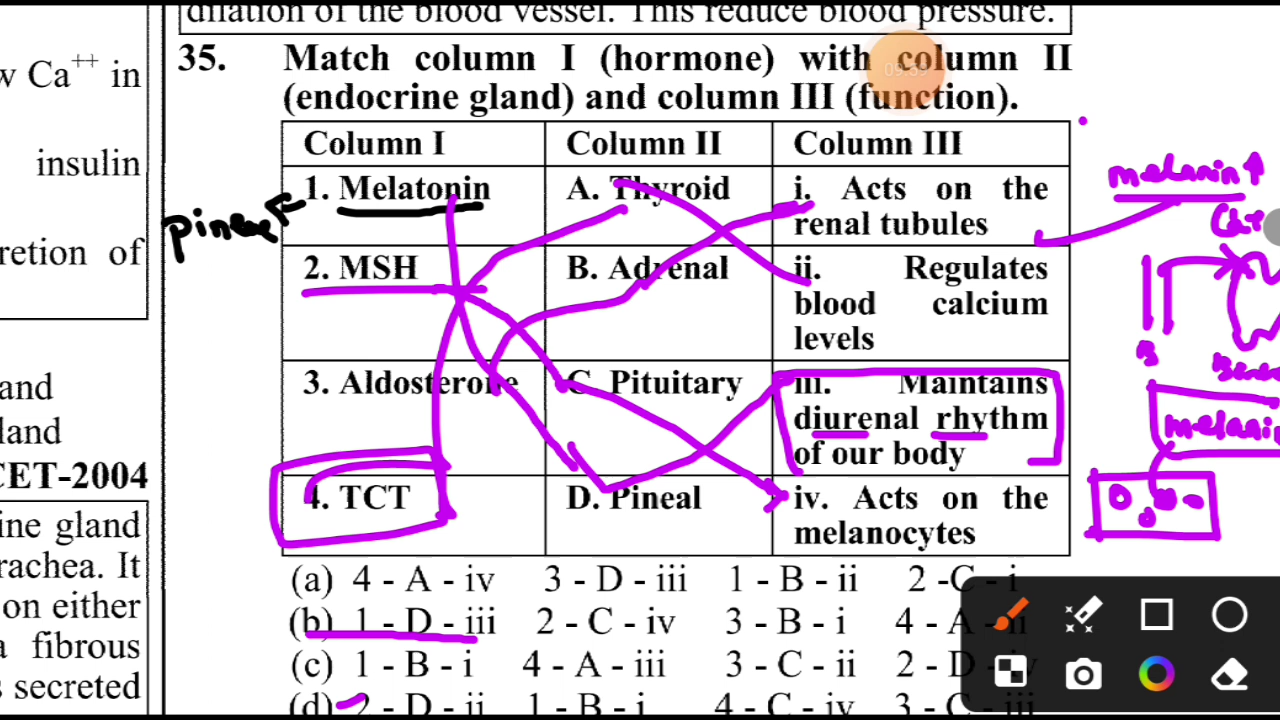 dilation of the blood vessel. This reduce blood pressure.
w Ca++ in
insulin
retion of
and
land
CET-2004
ine gland
rachea. It
on either
a fibrous
s secreted
35. Match column I (hormone) with column II
(endocrine gland) and column III (function).
09:39
Column I Column II Column III
1. Melatonin A. Thyroid i. Acts on the
renal tubules
2. MSH B. Adrenal ii. Regulates
blood calcium
levels
3. Aldosterone C. Pituitary iii. Maintains
diurenal rhythm
of our body
4. TCT D. Pineal iv. Acts on the
melanocytes
(a) 4 - A - iv 3 - D - iii 1 - B - ii 2 -C - i
(b) 1 - D - iii 2 - C - iv 3 - B - i 4 - A - ii
(c) 1 - B - i 4 - A - iii 3 - C - ii 2 - D - iv
(d) 2 - D - ii 1 - B - i 4 - C - iv 3 - C - iii
melanin